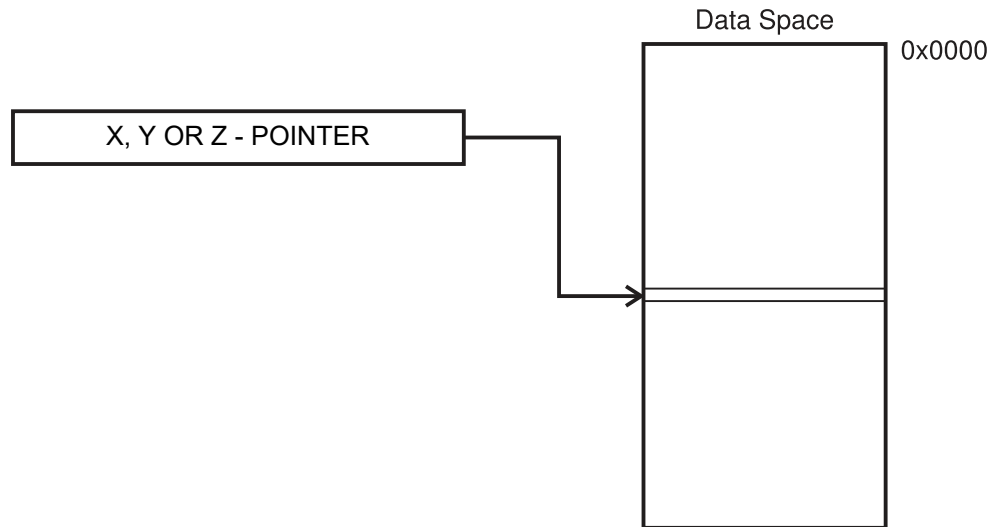 Data Space
0x0000
X, Y OR Z - POINTER